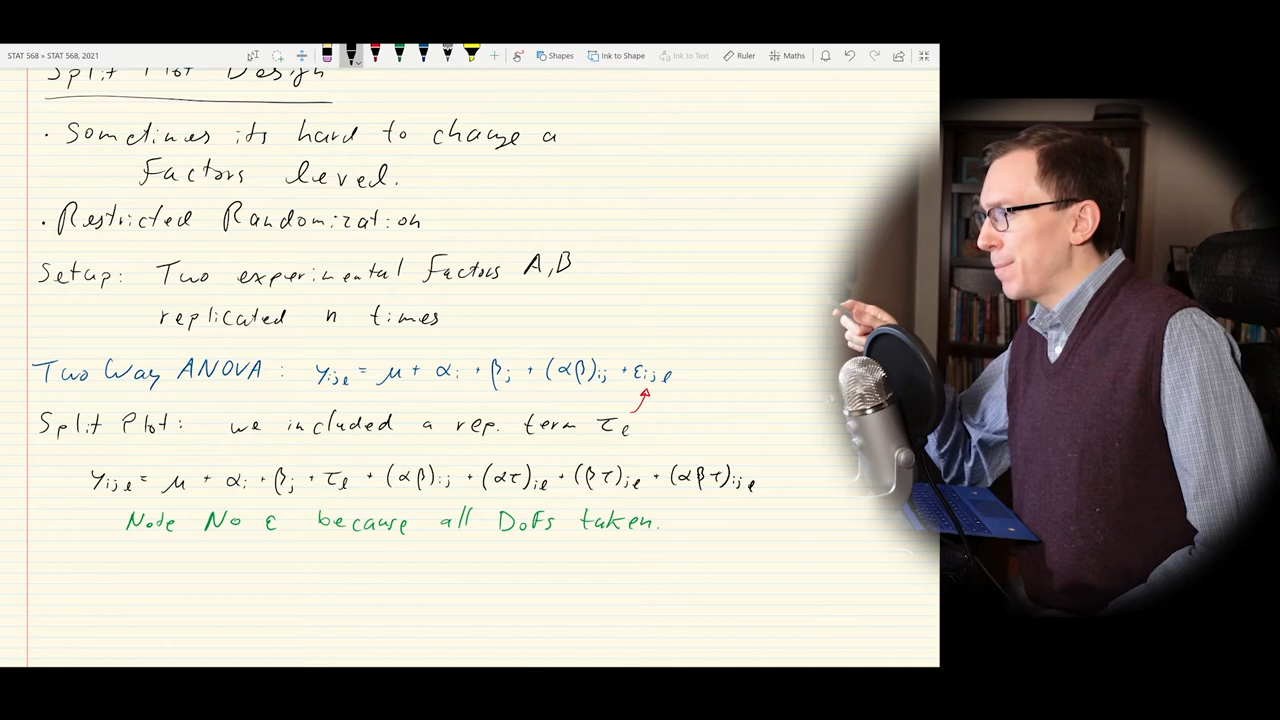 STAT 568 » STAT 568, 2021
Shapes Ink to Shape Ink to Text Ruler Maths
Split Plot Design
· Sometimes its hard to change a
Factors level.
· Restricted Randomization
Setup: Two experimental Factors A, B
replicated n times
Two Way ANOVA : yijℓ = μ + αi + βj + (αβ)ij + εijℓ
Split Plot: we included a rep. term τℓ
yijℓ = μ + αi + βj + τℓ + (αβ)ij + (ατ)iℓ + (βτ)jℓ + (αβτ)ijℓ
Note No ε because all DoFs taken.